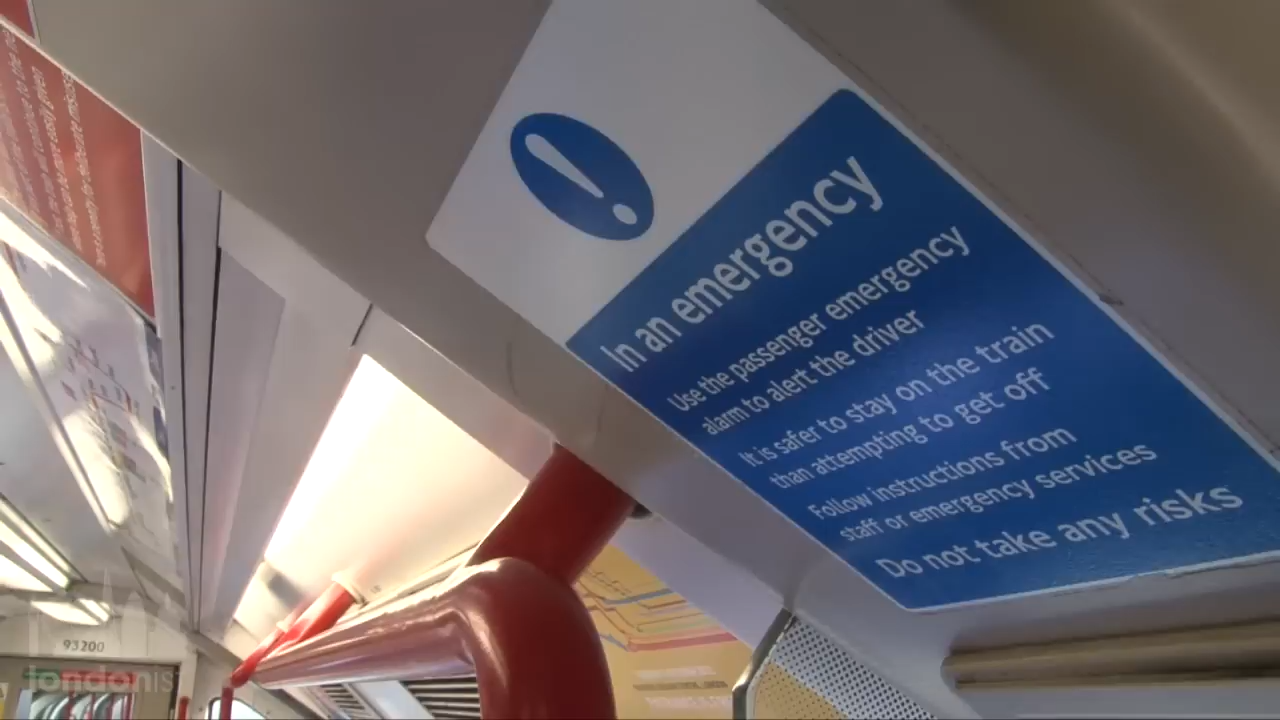 In an emergency
Use the passenger emergency
alarm to alert the driver
It is safer to stay on the train
than attempting to get off
Follow instructions from
staff or emergency services
Do not take any risks
93200
londonist